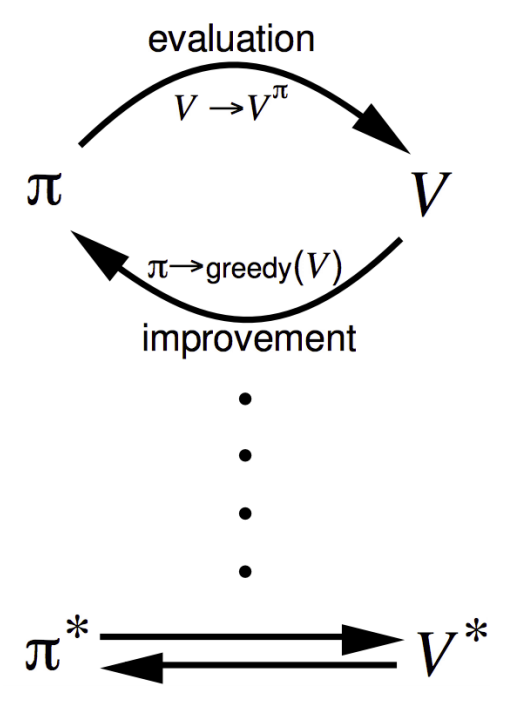 evaluation
V → V^π
π V
π→greedy(V)
improvement
π* V*